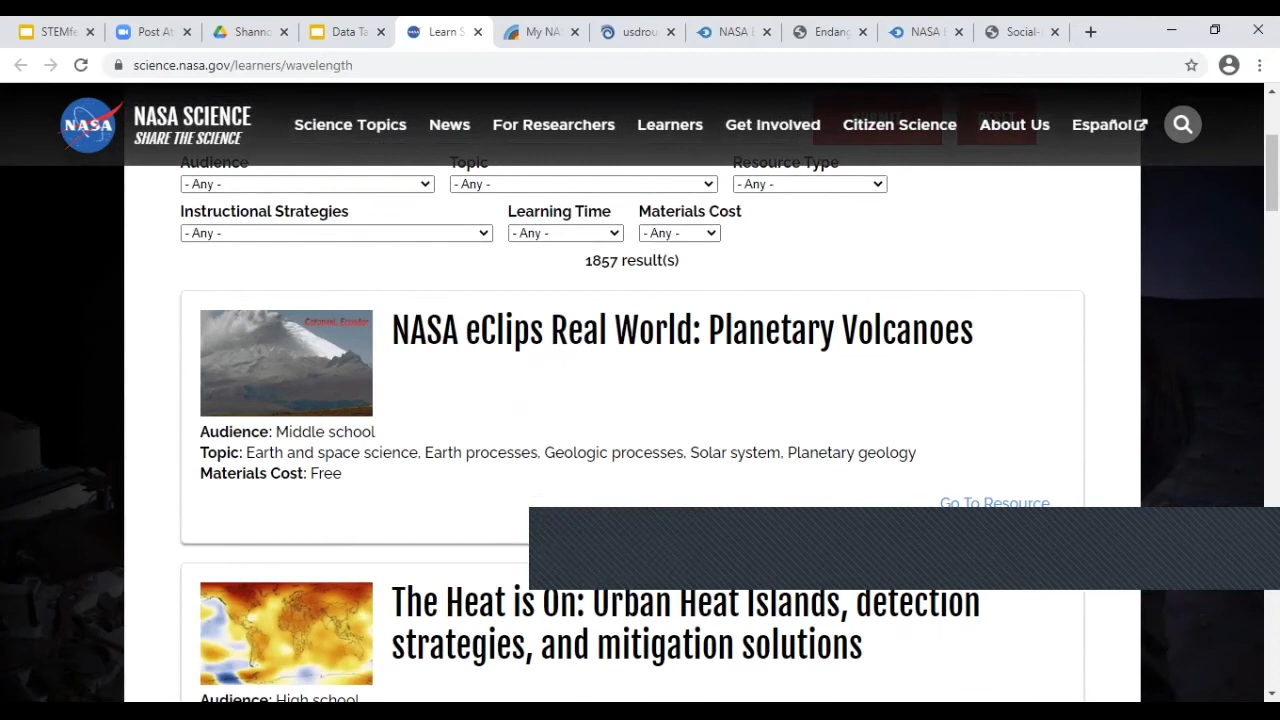 STEMfe
Post At
Shanno
Data Ta
Learn S
My NA
usdrou
NASA
Endang
NASA
Social-
science.nasa.gov/learners/wavelength
NASA
NASA SCIENCE
SHARE THE SCIENCE
Science Topics
News
For Researchers
Learners
Get Involved
Citizen Science
About Us
Español
Audience
Topic
Resource Type
- Any -
- Any -
- Any -
Instructional Strategies
Learning Time
Materials Cost
- Any -
- Any -
- Any -
1857 result(s)
Cotopaxi, Ecuador
NASA eClips Real World: Planetary Volcanoes
Audience: Middle school
Topic: Earth and space science, Earth processes, Geologic processes, Solar system, Planetary geology
Materials Cost: Free
Go To Resource
The Heat is On: Urban Heat Islands, detection
strategies, and mitigation solutions
Audience: High school